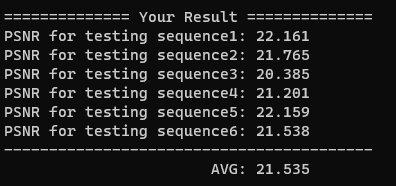 ============== Your Result ==============
PSNR for testing sequence1: 22.161
PSNR for testing sequence2: 21.765
PSNR for testing sequence3: 20.385
PSNR for testing sequence4: 21.201
PSNR for testing sequence5: 22.159
PSNR for testing sequence6: 21.538
-----------------------------------------
AVG: 21.535